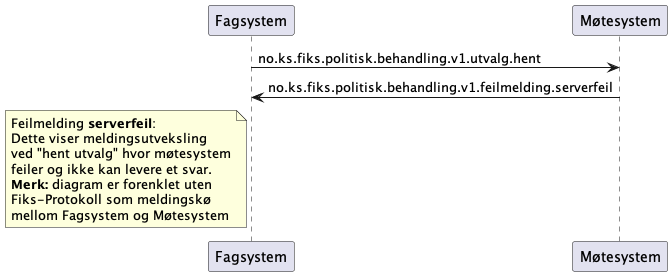 Fagsystem Møtesystem
no.ks.fiks.politisk.behandling.v1.utvalg.hent
no.ks.fiks.politisk.behandling.v1.feilmelding.serverfeil
Feilmelding serverfeil:
Dette viser meldingsutveksling
ved "hent utvalg" hvor møtesystem
feiler og ikke kan levere et svar.
Merk: diagram er forenklet uten
Fiks-Protokoll som meldingskø
mellom Fagsystem og Møtesystem
Fagsystem Møtesystem